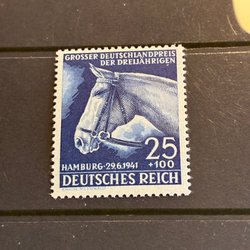 GROSSER DEUTSCHLANDPREIS
DER DREIJÄHRIGEN
25
+100
HAMBURG-29.6.1941
DEUTSCHES REICH